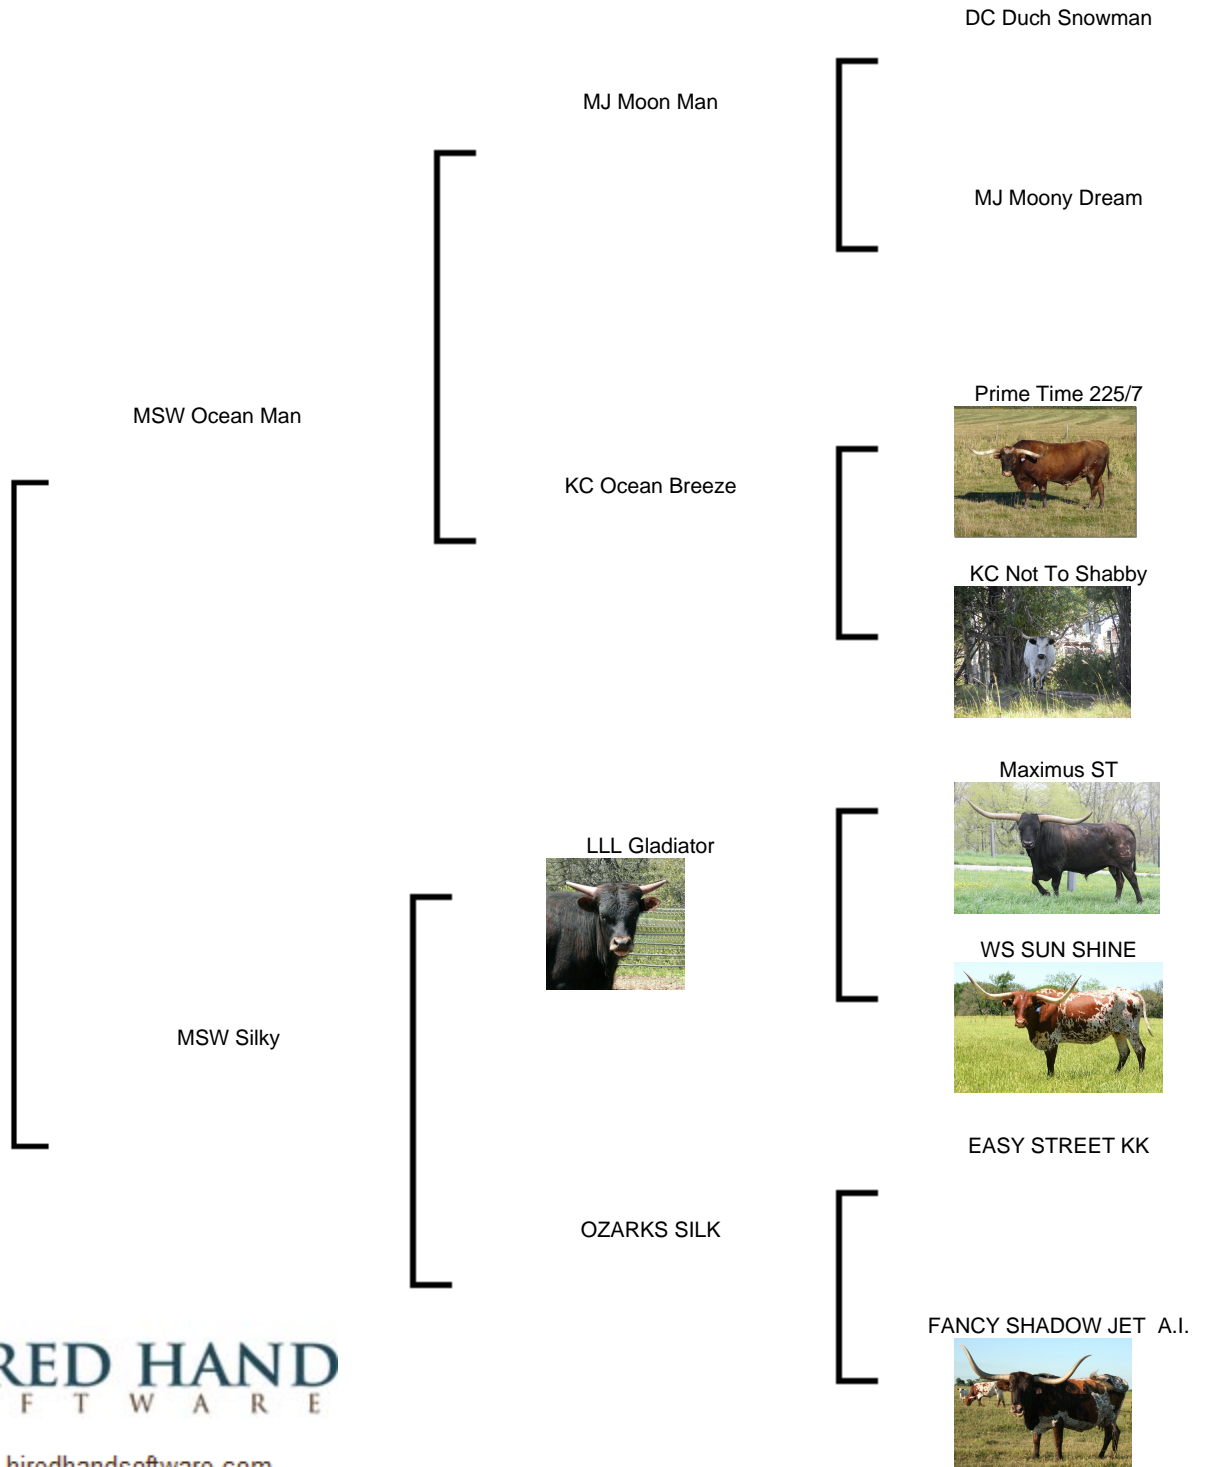 DC Duch Snowman
MJ Moon Man
MJ Moony Dream
Prime Time 225/7
MSW Ocean Man
KC Ocean Breeze
KC Not To Shabby
Maximus ST
LLL Gladiator
WS SUN SHINE
MSW Silky
EASY STREET KK
OZARKS SILK
FANCY SHADOW JET A.I.
RED HAND
F T W A R E
hiredhandsoftware.com